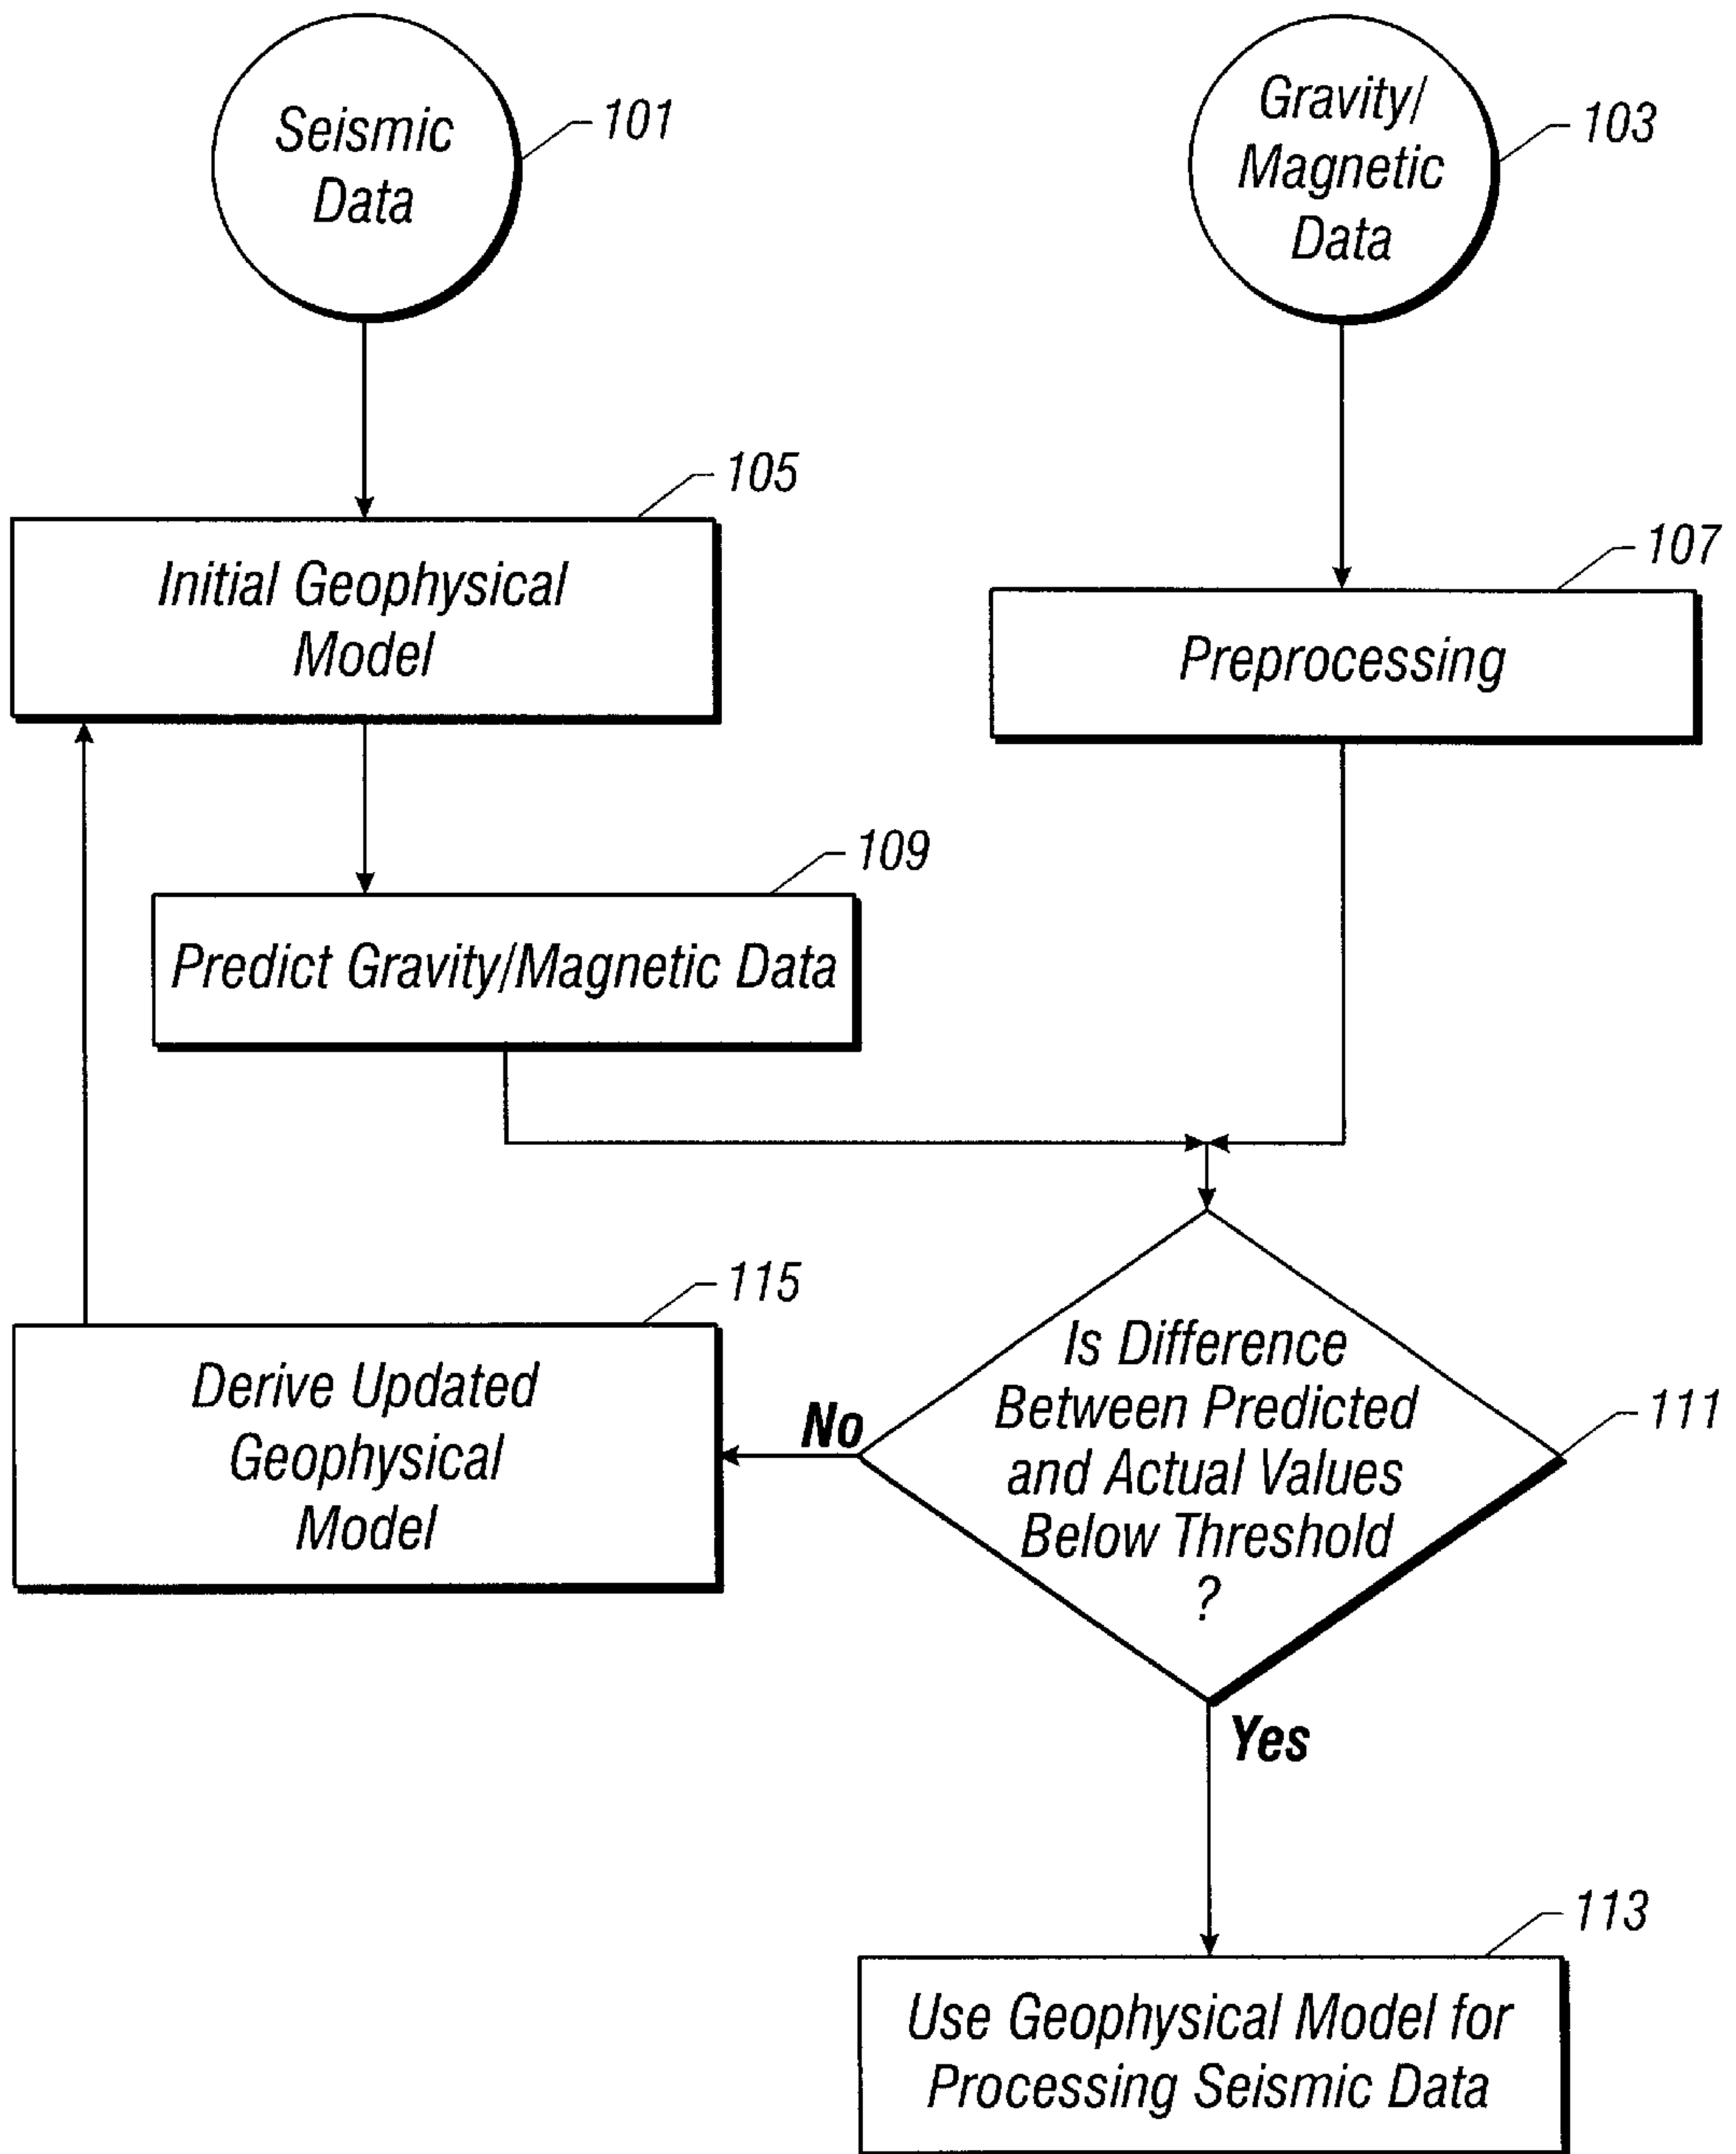 Seismic
Data
101
Gravity/
Magnetic
Data
103
105
Initial Geophysical
Model
107
Preprocessing
109
Predict Gravity/Magnetic Data
115
Derive Updated
Geophysical
Model
No
Is Difference
Between Predicted
and Actual Values
Below Threshold
?
111
Yes
113
Use Geophysical Model for
Processing Seismic Data